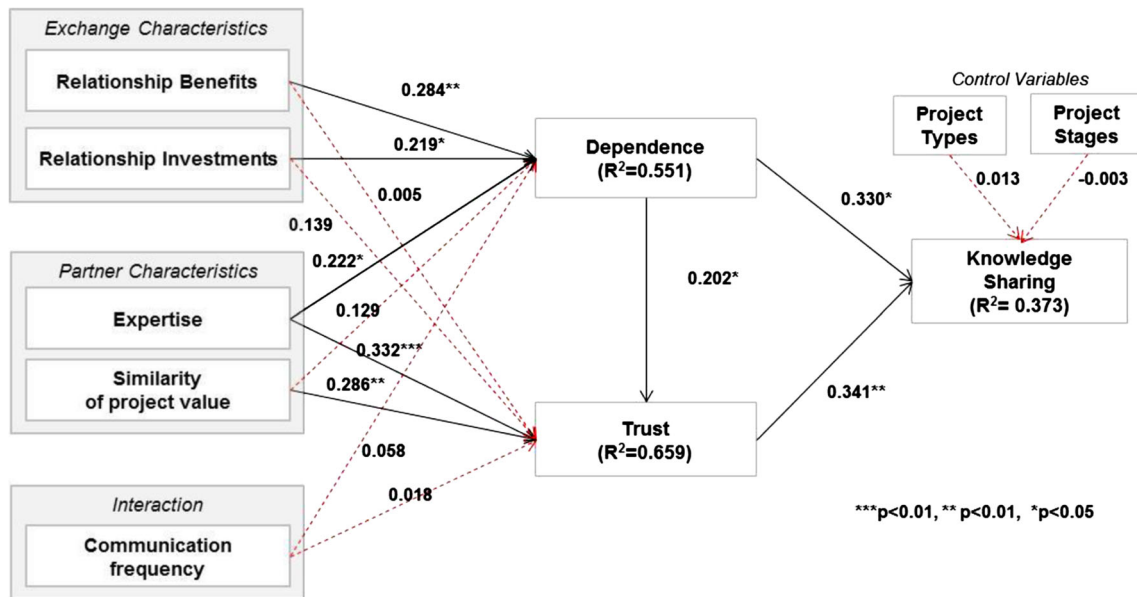 Exchange Characteristics
Relationship Benefits
Relationship Investments
Partner Characteristics
Expertise
Similarity
of project value
Interaction
Communication
frequency
0.284**
0.219*
0.005
0.139
0.222*
0.129
0.332***
0.286**
0.058
0.018
Dependence
(R²=0.551)
0.202*
Trust
(R²=0.659)
0.330*
0.341**
Control Variables
Project
Types
Project
Stages
0.013
-0.003
Knowledge
Sharing
(R²= 0.373)
***p<0.01, ** p<0.01, *p<0.05